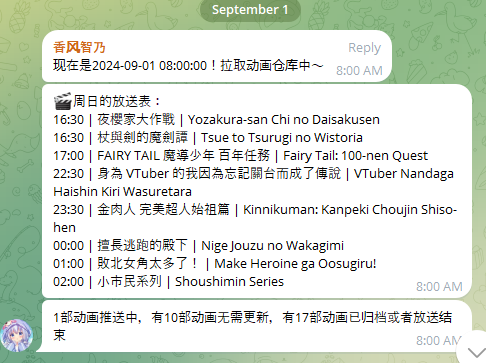 September 1
香风智乃 Reply
现在是2024-09-01 08:00:00！拉取动画仓库中～ 8:00 AM
🎬周日的放送表：
16:30 | 夜櫻家大作戰 | Yozakura-san Chi no Daisakusen
16:30 | 杖與劍的魔劍譚 | Tsue to Tsurugi no Wistoria
17:00 | FAIRY TAIL 魔導少年 百年任務 | Fairy Tail: 100-nen Quest
22:30 | 身為 VTuber 的我因為忘記關台而成了傳說 | VTuber Nandaga
Haishin Kiri Wasuretara
23:30 | 金肉人 完美超人始祖篇 | Kinnikuman: Kanpeki Choujin Shiso-
hen
00:00 | 擅長逃跑的殿下 | Nige Jouzu no Wakagimi
01:00 | 敗北女角太多了！ | Make Heroine ga Oosugiru!
02:00 | 小市民系列 | Shoushimin Series
8:00 AM
1部动画推送中，有10部动画无需更新，有17部动画已归档或者放送结
束
8:00 AM